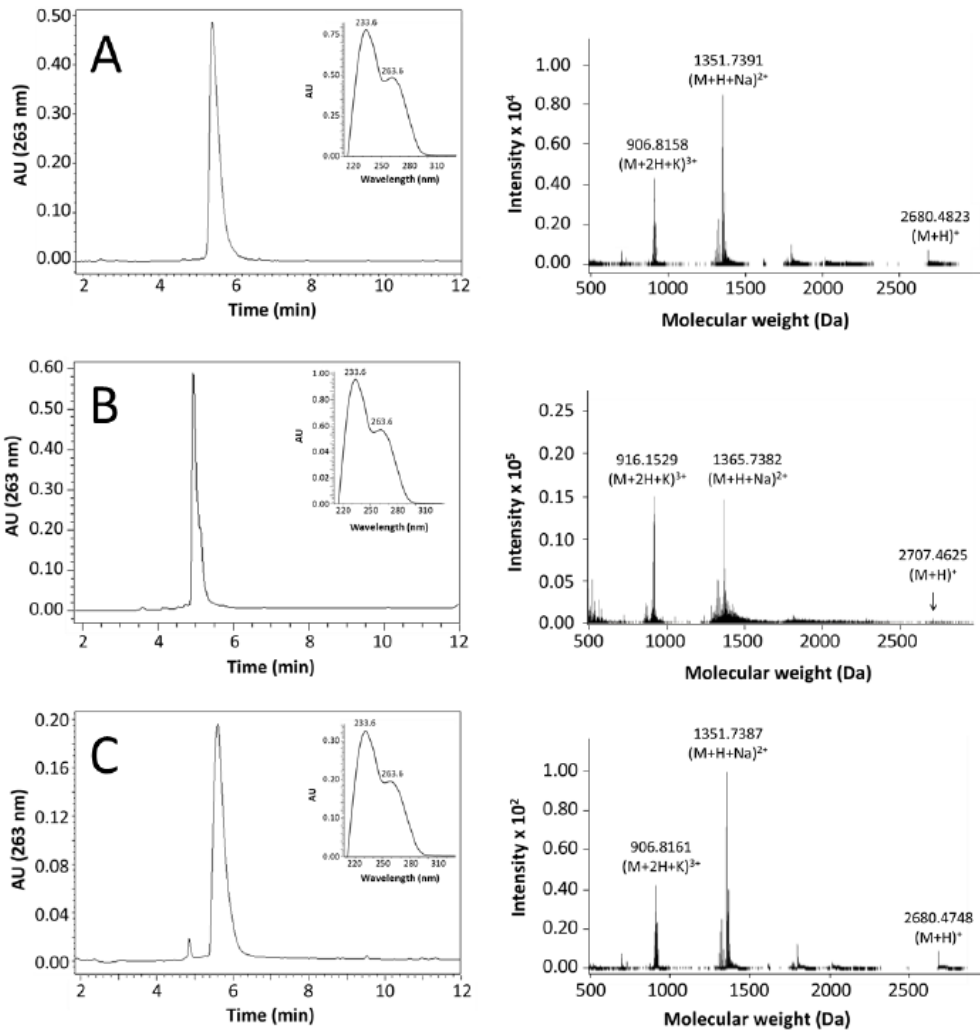 A
AU (263 nm)
0.50
0.40
0.30
0.20
0.10
0.00
2 4 6 8 10 12
Time (min)
233.6
263.6
AU
0.75
0.50
0.25
0.00
220 250 280 310
Wavelength (nm)
Intensity x 10⁴
1.00
0.80
0.60
0.40
0.20
0.00
1351.7391
(M+H+Na)²⁺
906.8158
(M+2H+K)³⁺
2680.4823
(M+H)⁺
500 1000 1500 2000 2500
Molecular weight (Da)
B
AU (263 nm)
0.60
0.50
0.40
0.30
0.20
0.10
0.00
2 4 6 8 10 12
Time (min)
233.6
263.6
AU
1.00
0.80
0.60
0.04
0.02
0.00
220 250 280 310
Wavelength (nm)
Intensity x 10⁵
0.25
0.20
0.15
0.10
0.05
0.00
916.1529
(M+2H+K)³⁺
1365.7382
(M+H+Na)²⁺
2707.4625
(M+H)⁺
500 1000 1500 2000 2500
Molecular weight (Da)
C
AU (263 nm)
0.20
0.16
0.12
0.08
0.04
0.00
2 4 6 8 10 12
Time (min)
233.6
263.6
AU
0.30
0.20
0.10
0.00
220 250 280 310
Wavelength (nm)
Intensity x 10²
1.00
0.80
0.60
0.40
0.20
0.00
1351.7387
(M+H+Na)²⁺
906.8161
(M+2H+K)³⁺
2680.4748
(M+H)⁺
500 1000 1500 2000 2500
Molecular weight (Da)